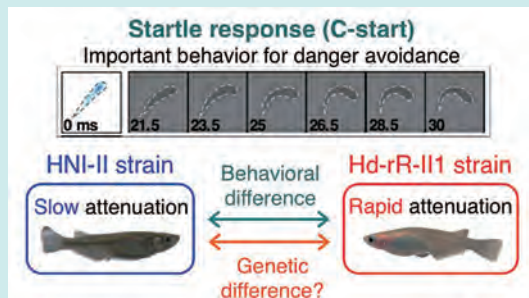 Startle response (C-start)
Important behavior for danger avoidance
0 ms 21.5 23.5 25 26.5 28.5 30
HNI-II strain
Behavioral difference
Hd-rR-II1 strain
Slow attenuation
Rapid attenuation
Genetic difference?